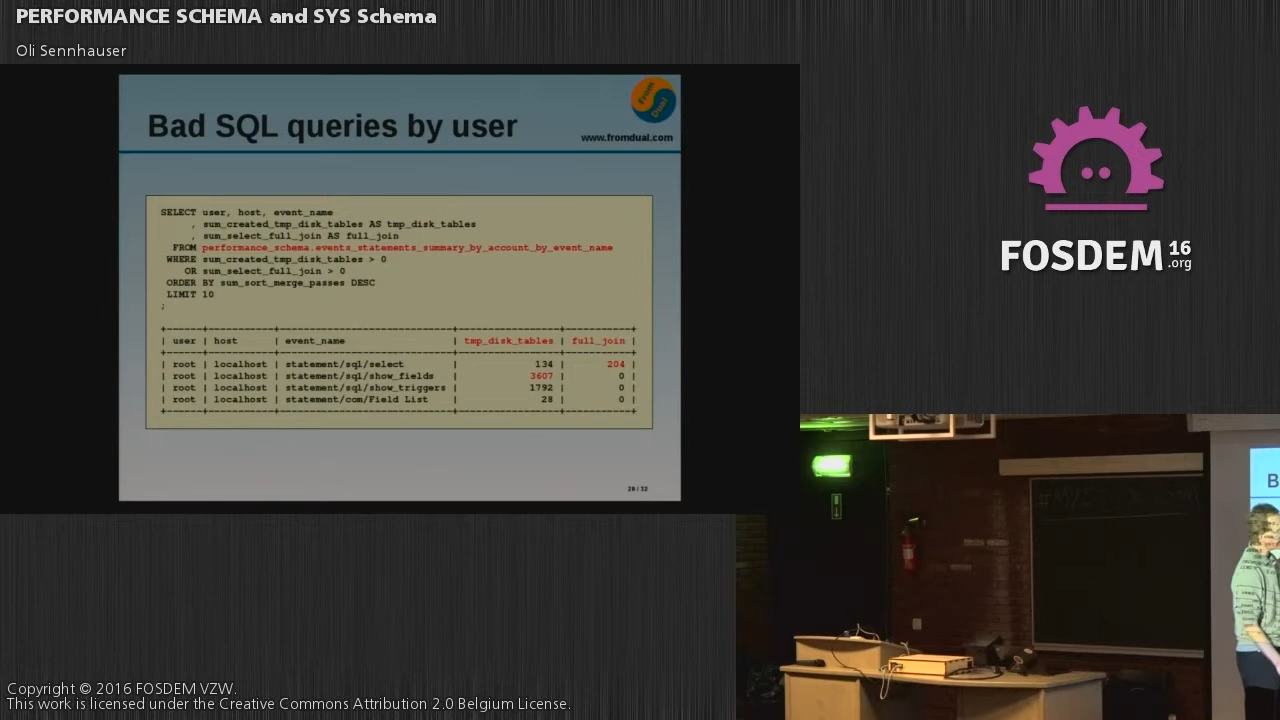 PERFORMANCE SCHEMA and SYS Schema
Oli Sennhauser
From Dual
Bad SQL queries by user
www.fromdual.com
SELECT user, host, event_name
     , sum_created_tmp_disk_tables AS tmp_disk_tables
     , sum_select_full_join AS full_join
  FROM performance_schema.events_statements_summary_by_account_by_event_name
 WHERE sum_created_tmp_disk_tables > 0
    OR sum_select_full_join > 0
 ORDER BY sum_sort_merge_passes DESC
 LIMIT 10
;
+------+-----------+------------------------------+-----------------+-----------+
| user | host      | event_name                   | tmp_disk_tables | full_join |
+------+-----------+------------------------------+-----------------+-----------+
| root | localhost | statement/sql/select         |             134 |       204 |
| root | localhost | statement/sql/show_fields    |            3607 |         0 |
| root | localhost | statement/sql/show_triggers  |            1792 |         0 |
| root | localhost | statement/com/Field List     |              28 |         0 |
+------+-----------+------------------------------+-----------------+-----------+
28 / 32
FOSDEM 16
.org
B
Copyright © 2016 FOSDEM VZW.
This work is licensed under the Creative Commons Attribution 2.0 Belgium License.